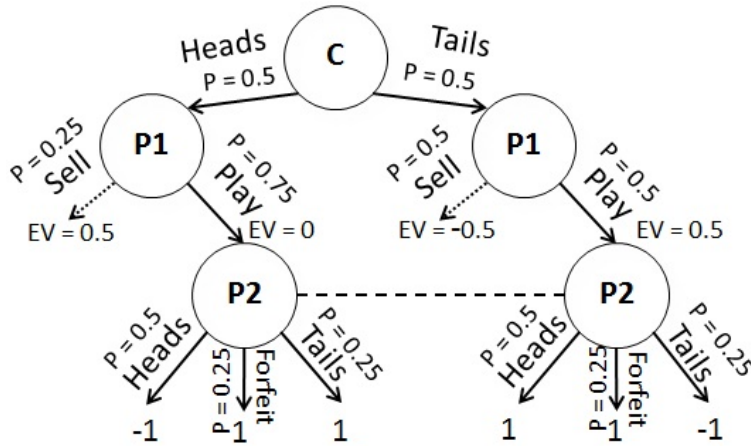 C
Heads
P = 0.5
Tails
P = 0.5
P1
P = 0.25
Sell
P = 0.75
Play
EV = 0.5
EV = 0
P1
P = 0.5
Sell
P = 0.5
Play
EV = -0.5
EV = 0.5
P2
P = 0.5
Heads
P = 0.25
Forfeit
P = 0.25
Tails
-1
1
1
P2
P = 0.5
Heads
P = 0.25
Forfeit
P = 0.25
Tails
1
1
-1